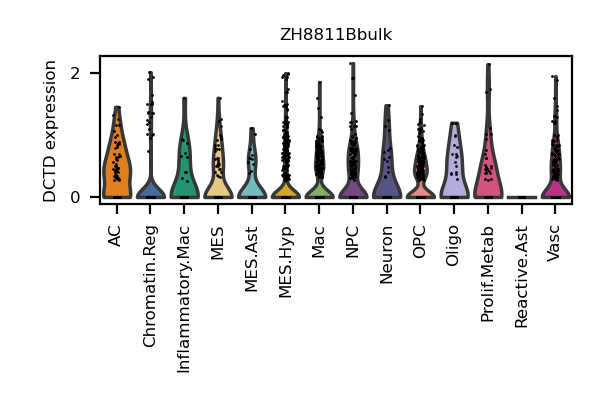 ZH8811Bbulk
DCTD expression
2
0
AC
Chromatin.Reg
Inflammatory.Mac
MES
MES.Ast
MES.Hyp
Mac
NPC
Neuron
OPC
Oligo
Prolif.Metab
Reactive.Ast
Vasc